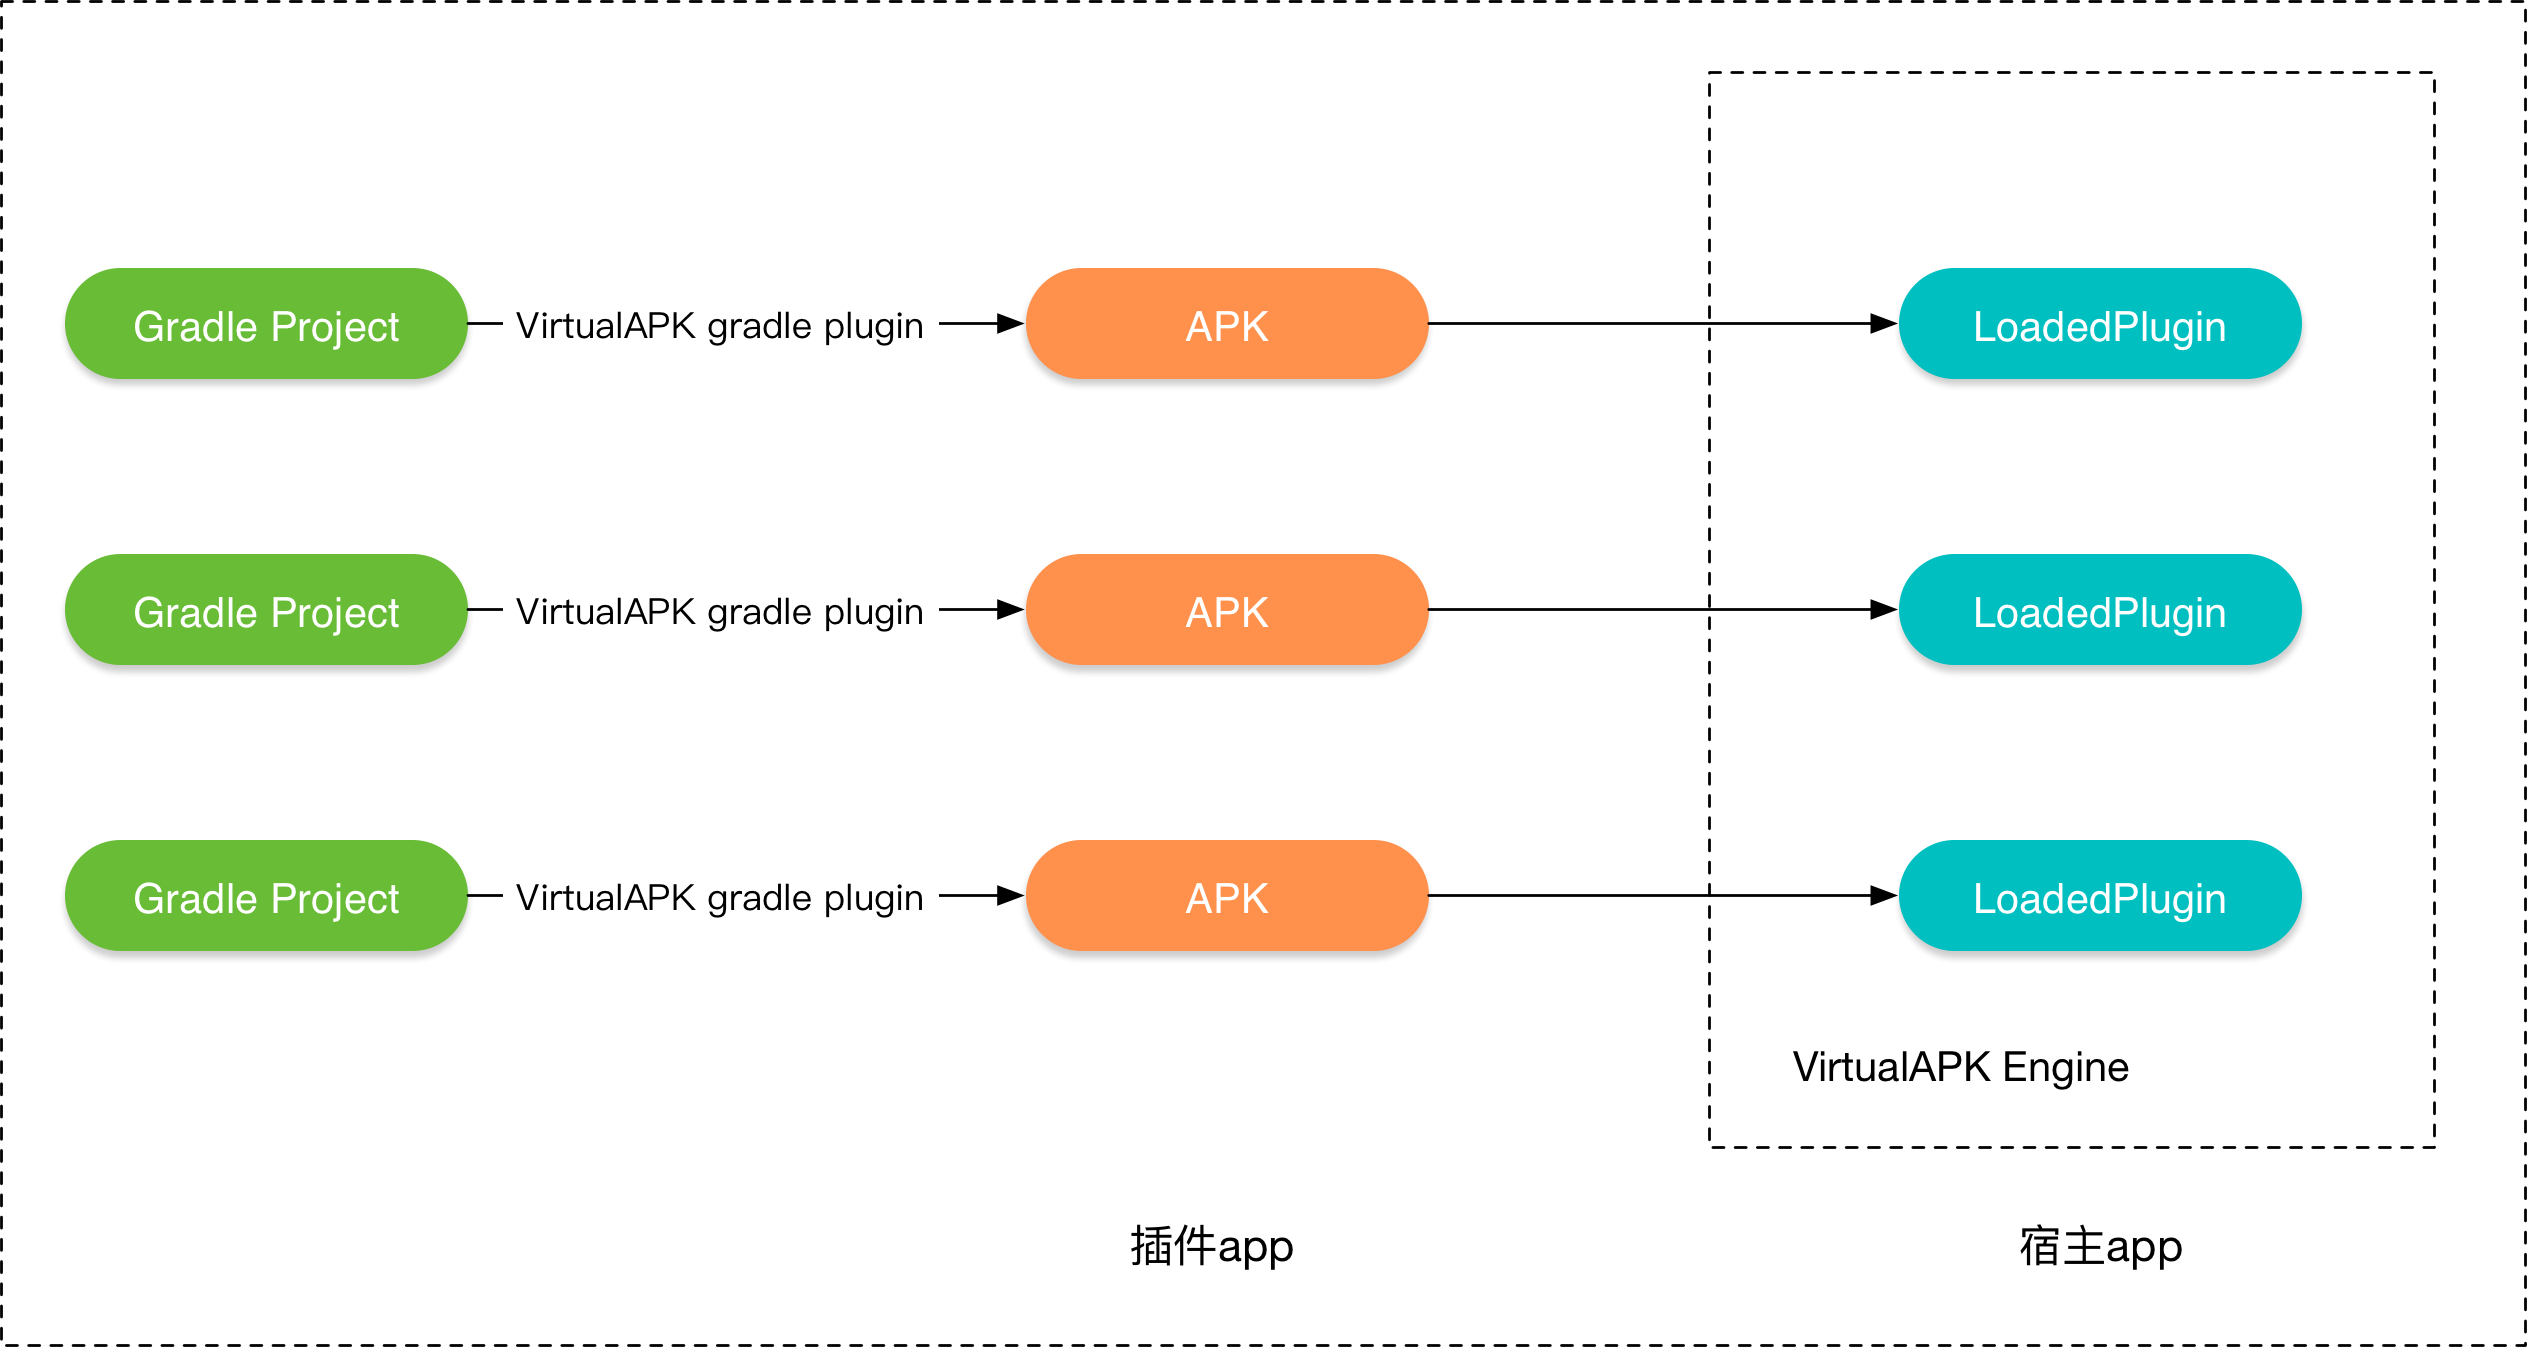 Gradle Project
VirtualAPK gradle plugin
APK
LoadedPlugin
Gradle Project
VirtualAPK gradle plugin
APK
LoadedPlugin
Gradle Project
VirtualAPK gradle plugin
APK
LoadedPlugin
VirtualAPK Engine
插件app
宿主app